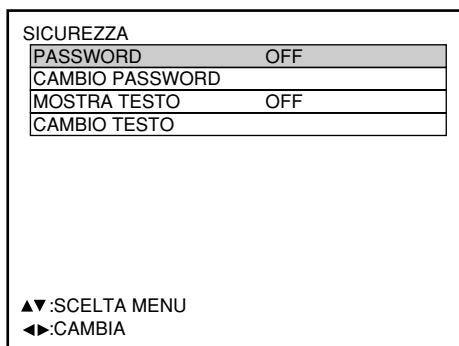 SICUREZZA
PASSWORD OFF
CAMBIO PASSWORD
MOSTRA TESTO OFF
CAMBIO TESTO
▲▼:SCELTA MENU
◀▶:CAMBIA